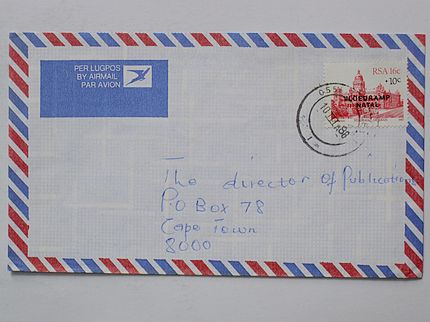 PER LUGPOS
BY AIRMAIL
PAR AVION
RSA 16c
+10c
VLOEDRAMP
NATAL
The director of Publications
P O Box 78
Cape Town
8000